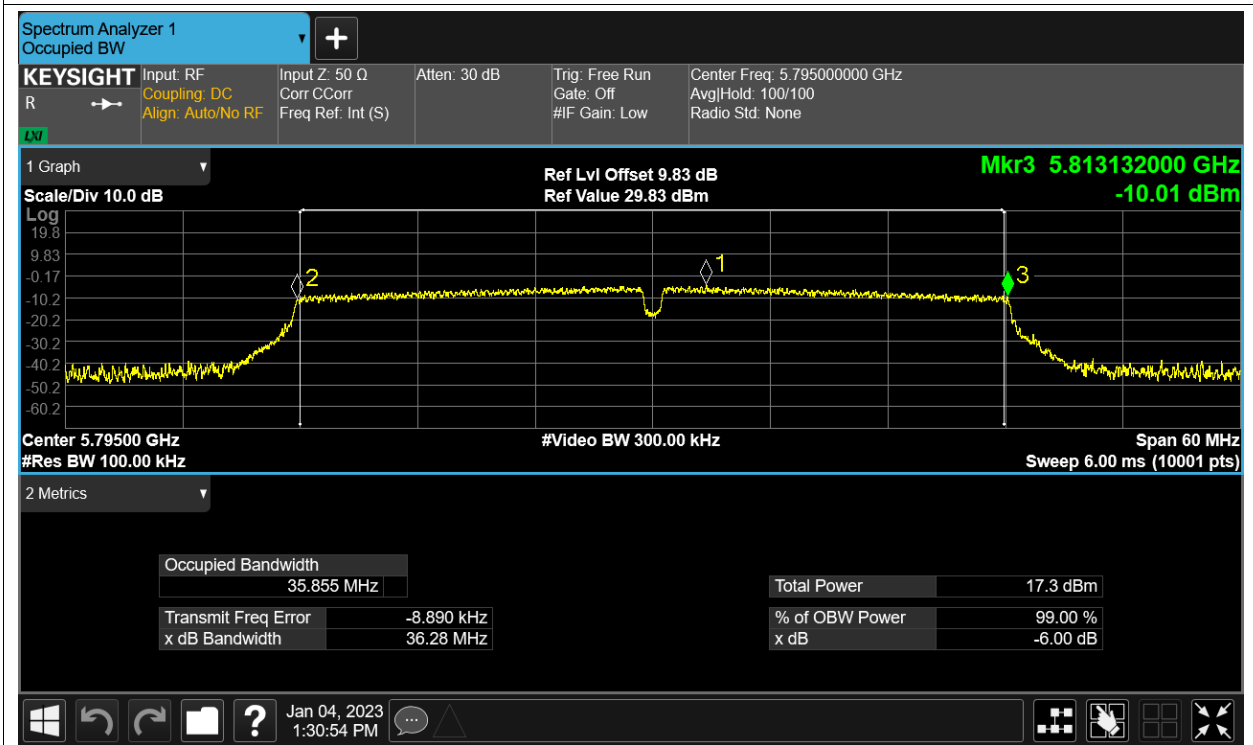 Spectrum Analyzer 1
Occupied BW
KEYSIGHT Input: RF Input Z: 50 Ω Atten: 30 dB Trig: Free Run Center Freq: 5.795000000 GHz
R Coupling: DC Corr CCorr Gate: Off Avg|Hold: 100/100
Align: Auto/No RF Freq Ref: Int (S) #IF Gain: Low Radio Std: None
LXI
1 Graph Ref Lvl Offset 9.83 dB Mkr3 5.813132000 GHz
Scale/Div 10.0 dB Ref Value 29.83 dBm -10.01 dBm
Log
19.8
9.83
-0.17
-10.2
-20.2
-30.2
-40.2
-50.2
-60.2
2
1
3
Center 5.79500 GHz #Video BW 300.00 kHz Span 60 MHz
#Res BW 100.00 kHz Sweep 6.00 ms (10001 pts)
2 Metrics
Occupied Bandwidth
35.855 MHz Total Power 17.3 dBm
Transmit Freq Error -8.890 kHz % of OBW Power 99.00 %
x dB Bandwidth 36.28 MHz x dB -6.00 dB
Jan 04, 2023
1:30:54 PM